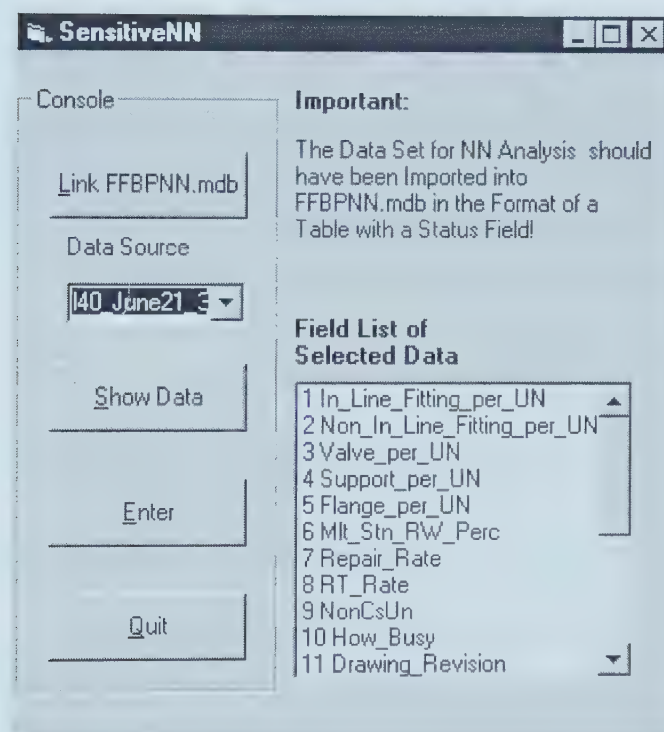 SensitiveNN
Console
Link FFBPNN.mdb
Data Source
I40_June21_3
Show Data
Enter
Quit
Important:
The Data Set for NN Analysis should
have been Imported into
FFBPNN.mdb in the Format of a
Table with a Status Field!
Field List of
Selected Data
1 In_Line_Fitting_per_UN
2 Non_In_Line_Fitting_per_UN
3 Valve_per_UN
4 Support_per_UN
5 Flange_per_UN
6 Mlt_Stn_RW_Perc
7 Repair_Rate
8 RT_Rate
9 NonCsUn
10 How_Busy
11 Drawing_Revision